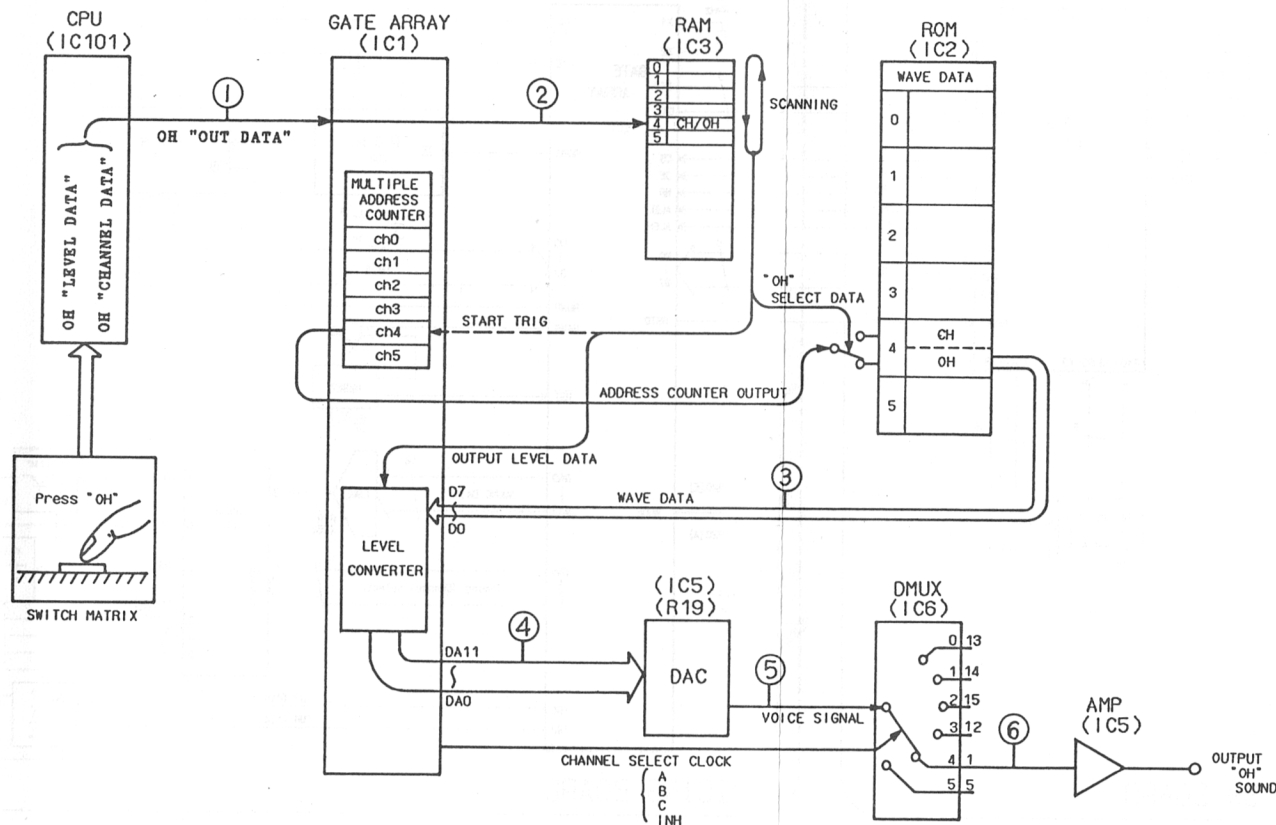 CPU
(IC101)
GATE ARRAY
(IC1)
RAM
(IC3)
ROM
(IC2)
OH "LEVEL DATA"
OH "CHANNEL DATA"
①
OH "OUT DATA"
②
0
1
2
3
4 CH/OH
5
SCANNING
WAVE DATA
0
1
2
3
4 CH
OH
5
MULTIPLE
ADDRESS
COUNTER
ch0
ch1
ch2
ch3
ch4
ch5
START TRIG
"OH"
SELECT DATA
ADDRESS COUNTER OUTPUT
OUTPUT LEVEL DATA
Press "OH"
SWITCH MATRIX
LEVEL
CONVERTER
D7
D0
WAVE DATA
③
DA11
DA0
④
(IC5)
(R19)
DAC
⑤
VOICE SIGNAL
DMUX
(IC6)
0 13
1 14
2 15
3 12
4 1
5 5
CHANNEL SELECT CLOCK
A
B
C
INH
⑥
AMP
(IC5)
OUTPUT
"OH"
SOUND